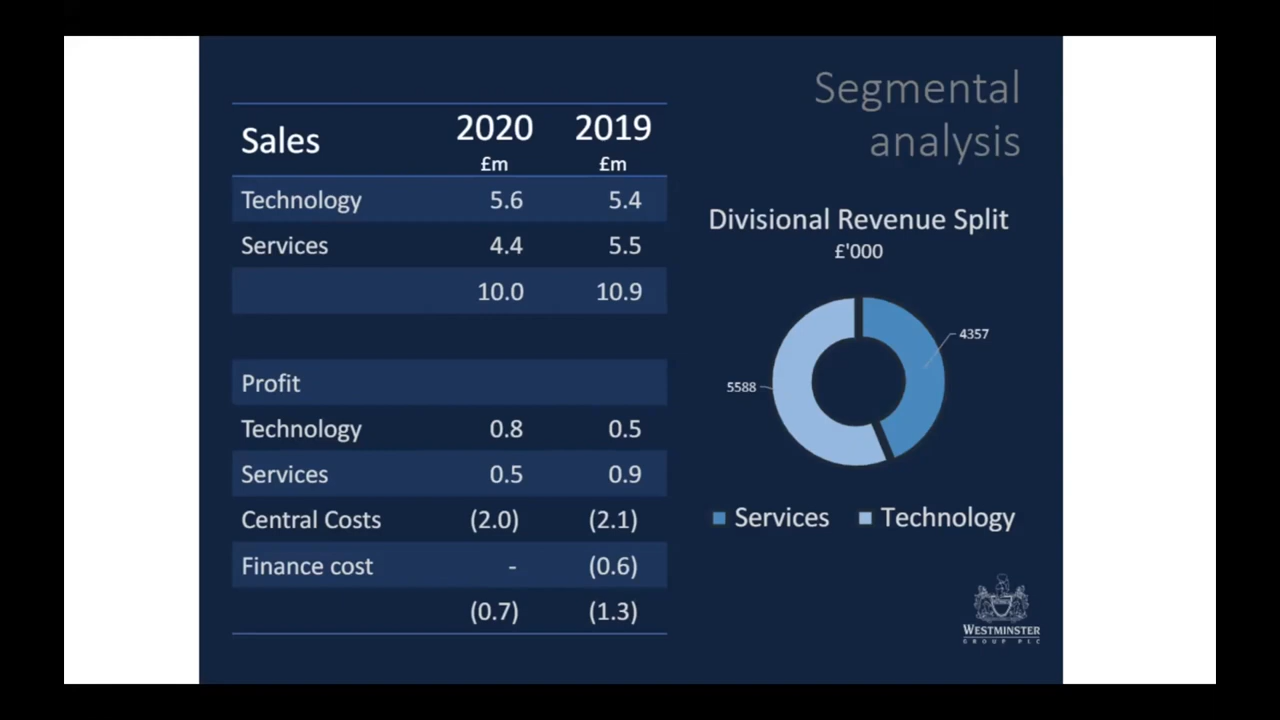 Segmental
analysis
Sales 2020 2019
£m £m
Technology 5.6 5.4
Services 4.4 5.5
10.0 10.9
Profit
Technology 0.8 0.5
Services 0.5 0.9
Central Costs (2.0) (2.1)
Finance cost - (0.6)
(0.7) (1.3)
Divisional Revenue Split
£'000
4357
5588
Services Technology
WESTMINSTER
GROUP PLC